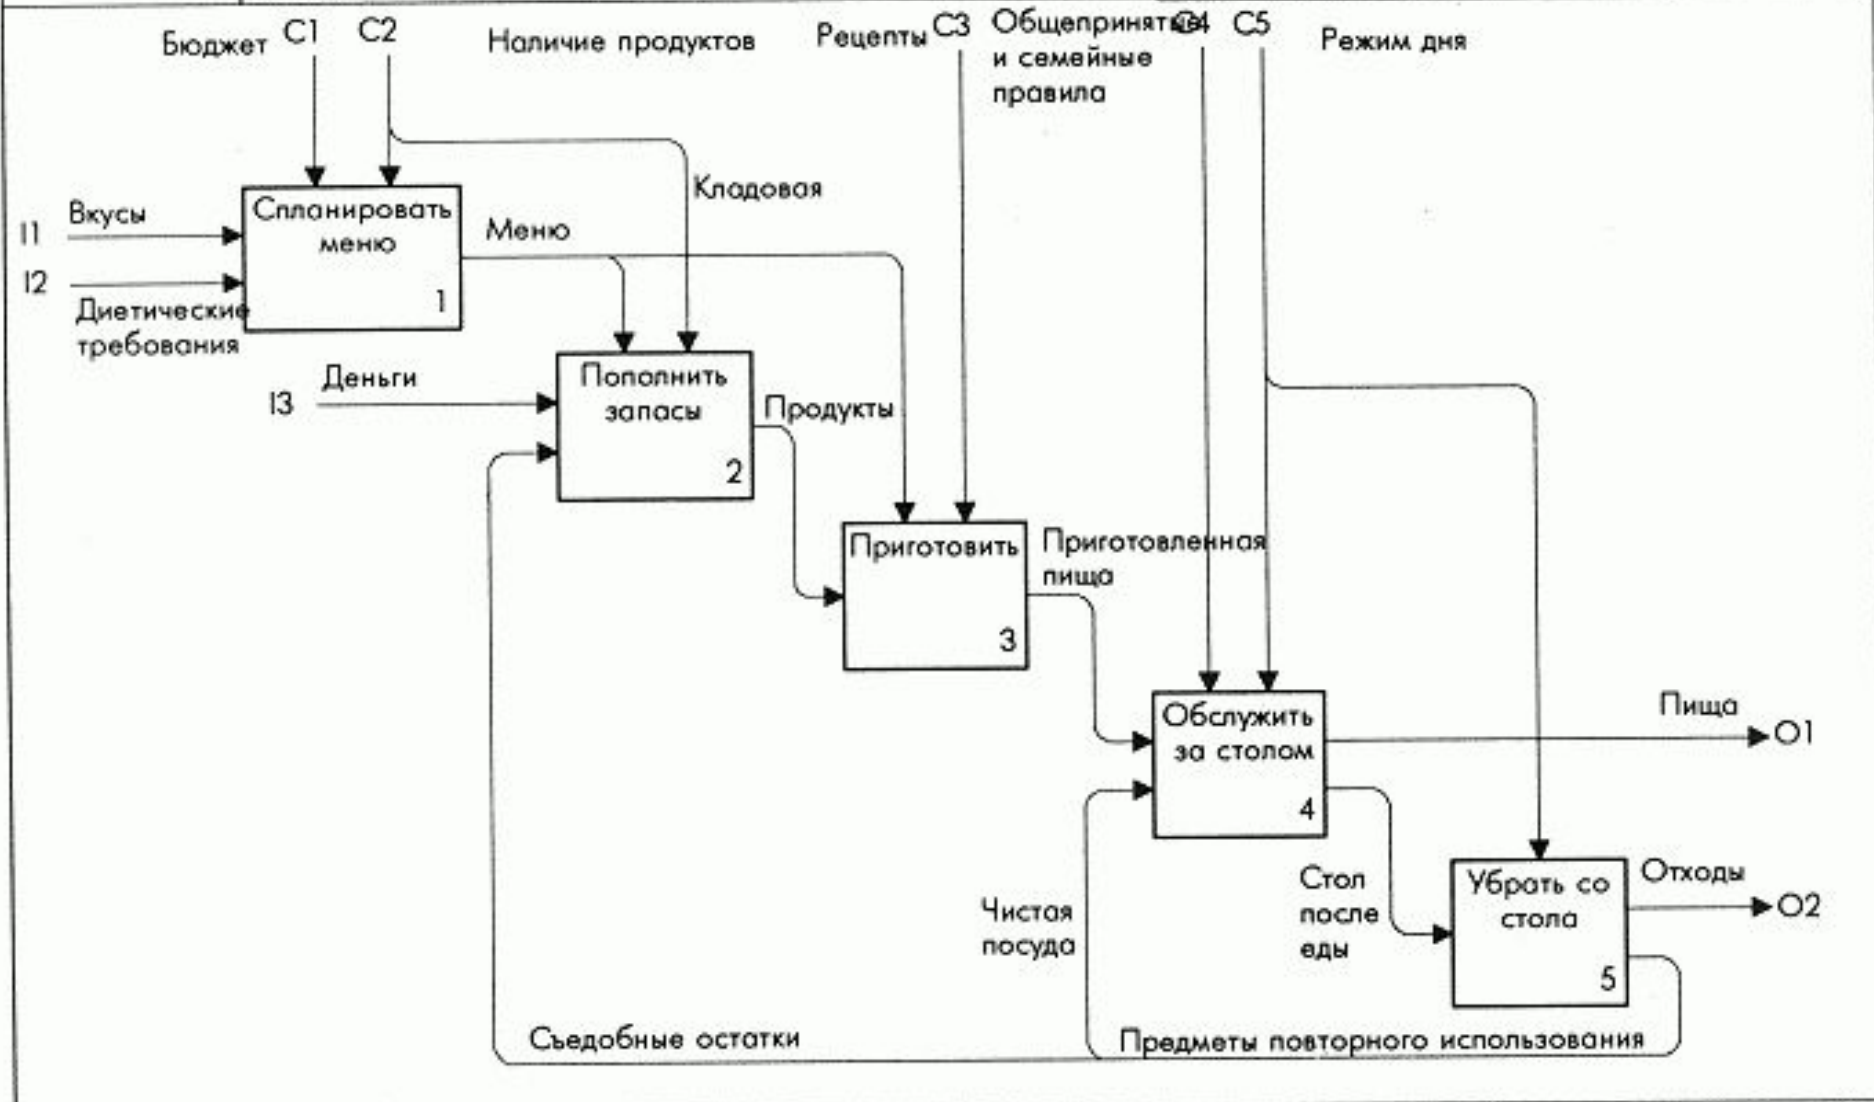 Бюджет C1 C2 Наличие продуктов Рецепты C3 Общепринятые C4 C5 Режим дня
и семейные
правила
Кладовая
I1 Вкусы
Спланировать
меню
1
Меню
I2
Диетические
требования
I3 Деньги
Пополнить
запасы
2
Продукты
Приготовить
3
Приготовленная
пища
Обслужить
за столом
4
Пища
O1
Стол
после
еды
Убрать со
стола
5
Отходы
O2
Чистая
посуда
Съедобные остатки
Предметы повторного использования